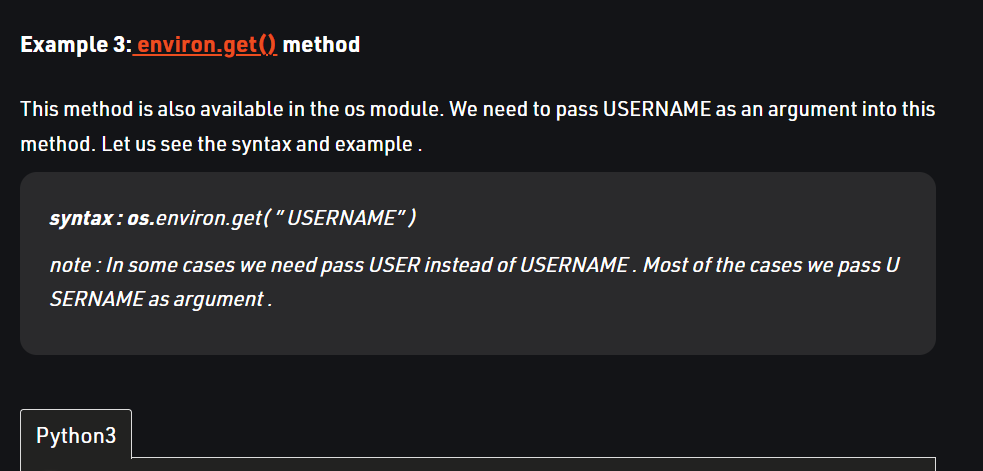 Example 3: environ.get() method
This method is also available in the os module. We need to pass USERNAME as an argument into this
method. Let us see the syntax and example .
syntax : os.environ.get( “ USERNAME” )
note : In some cases we need pass USER instead of USERNAME . Most of the cases we pass U
SERNAME as argument .
Python3